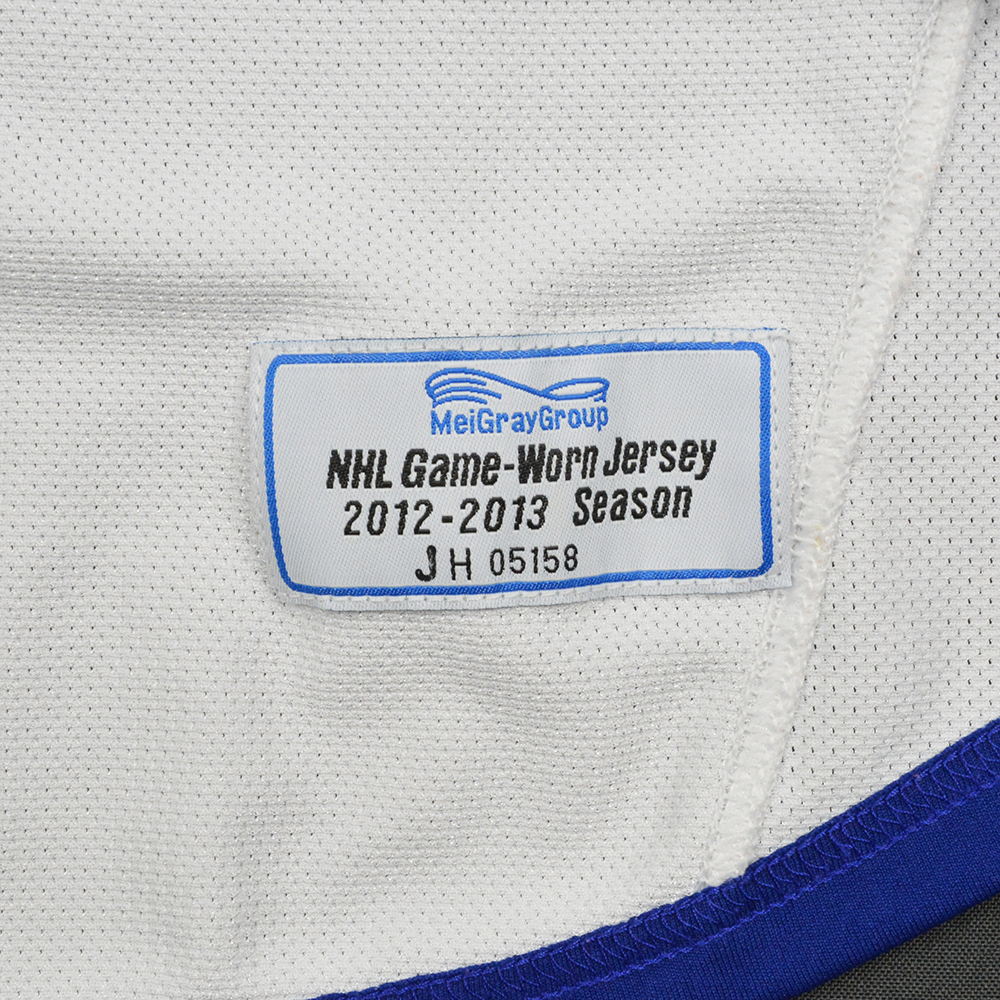 MeiGrayGroup
NHL Game-Worn Jersey
2012-2013 Season
JH 05158